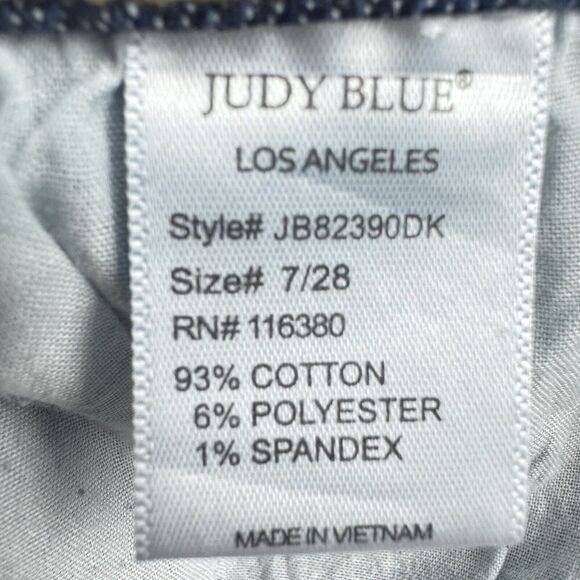 JUDY BLUE®
LOS ANGELES
Style# JB82390DK
Size# 7/28
RN# 116380
93% COTTON
6% POLYESTER
1% SPANDEX
MADE IN VIETNAM